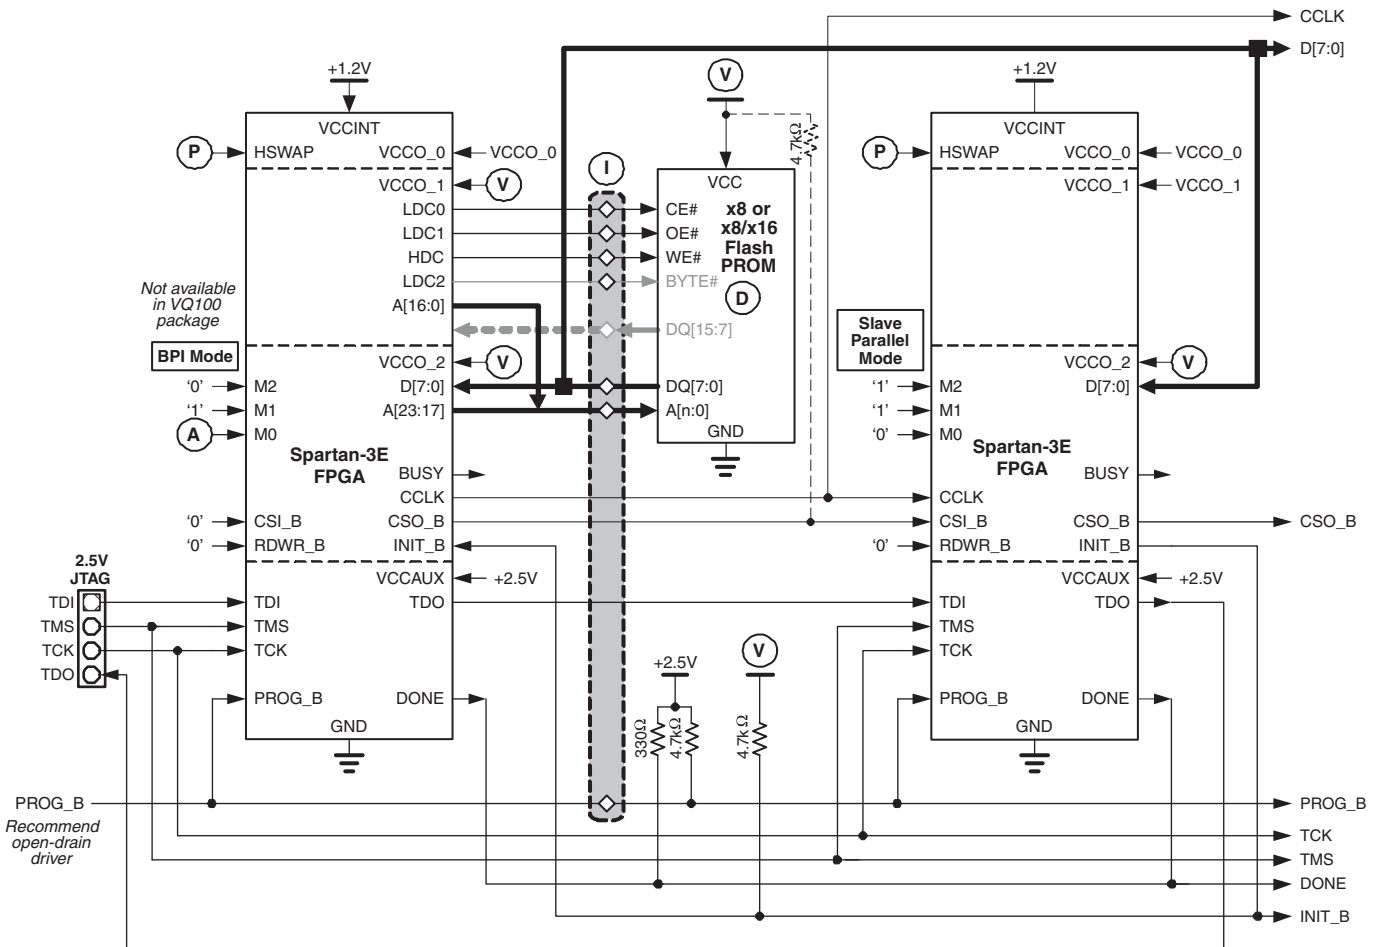 CCLK
D[7:0]
+1.2V
V
+1.2V
VCCINT
4.7kΩ
VCCINT
P
HSWAP
VCCO_0
VCCO_0
P
HSWAP
VCCO_0
VCCO_0
I
VCC
VCCO_1
V
VCCO_1
VCCO_1
LDC0
CE#
x8 or
x8/x16
Flash
PROM
LDC1
OE#
HDC
WE#
LDC2
BYTE#
D
Not available
in VQ100
package
A[16:0]
DQ[15:7]
Slave
Parallel
Mode
BPI Mode
VCCO_2
V
VCCO_2
V
‘0’
M2
D[7:0]
DQ[7:0]
‘1’
M2
D[7:0]
‘1’
M1
A[23:17]
A[n:0]
‘1’
M1
A
M0
GND
‘0’
M0
Spartan-3E
FPGA
Spartan-3E
FPGA
BUSY
BUSY
CCLK
CCLK
‘0’
CSI_B
CSO_B
CSI_B
CSO_B
CSO_B
‘0’
RDWR_B
INIT_B
‘0’
RDWR_B
INIT_B
2.5V
JTAG
VCCAUX
+2.5V
VCCAUX
+2.5V
TDI
TDI
TDO
TDI
TDO
TMS
TMS
TMS
TCK
TCK
TCK
TDO
V
+2.5V
PROG_B
DONE
PROG_B
DONE
330Ω
4.7kΩ
4.7kΩ
GND
GND
PROG_B
PROG_B
Recommend
open-drain
driver
TCK
TMS
DONE
INIT_B